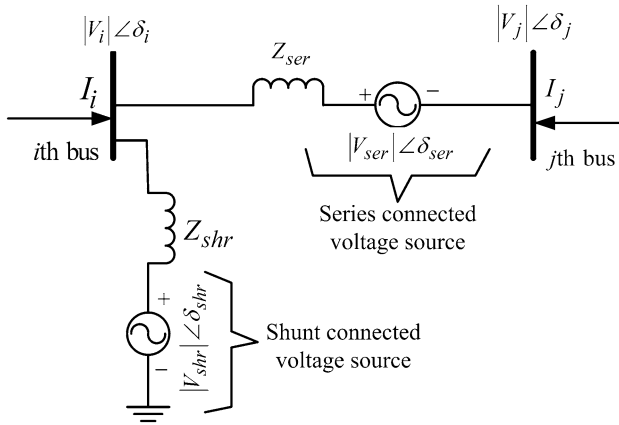 |V_i|∠δ_i
|V_j|∠δ_j
Z_ser
I_i
+
−
I_j
ith bus
|V_ser|∠δ_ser
jth bus
Series connected
voltage source
Z_shr
+
|V_shr|∠δ_shr
Shunt connected
voltage source
−